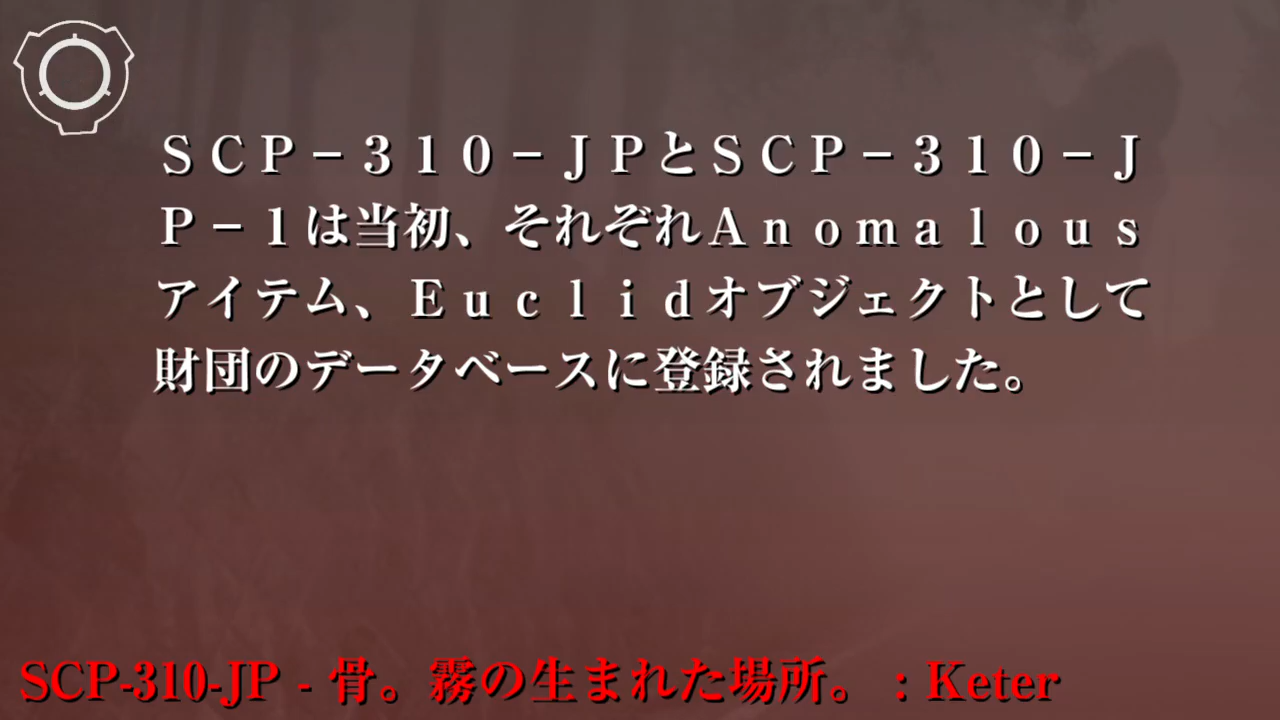 ＳＣＰ－３１０－ＪＰとＳＣＰ－３１０－Ｊ
Ｐ－１は当初、それぞれＡｎｏｍａｌｏｕｓ
アイテム、Ｅｕｃｌｉｄオブジェクトとして
財団のデータベースに登録されました。
SCP-310-JP - 骨。霧の生まれた場所。 : Keter